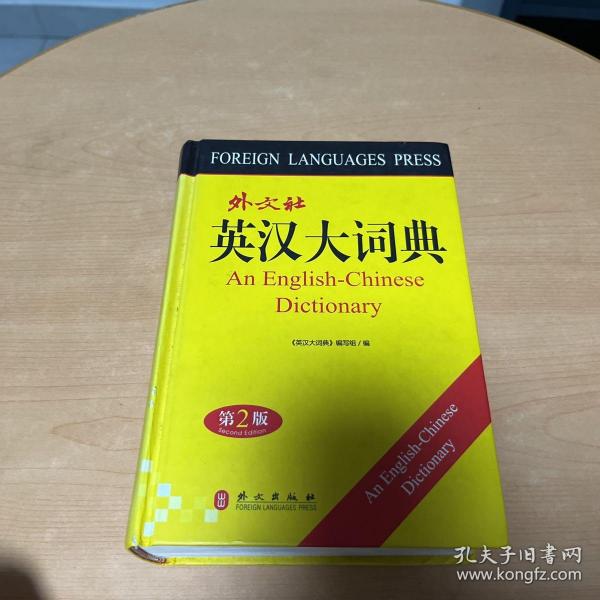 FOREIGN LANGUAGES PRESS
外文社
英汉大词典
An English-Chinese
Dictionary
《英汉大词典》编写组/编
第2版
Second Edition
An English-Chinese
Dictionary
外文出版社
FOREIGN LANGUAGES PRESS
孔夫子旧书网
www.kongfz.com